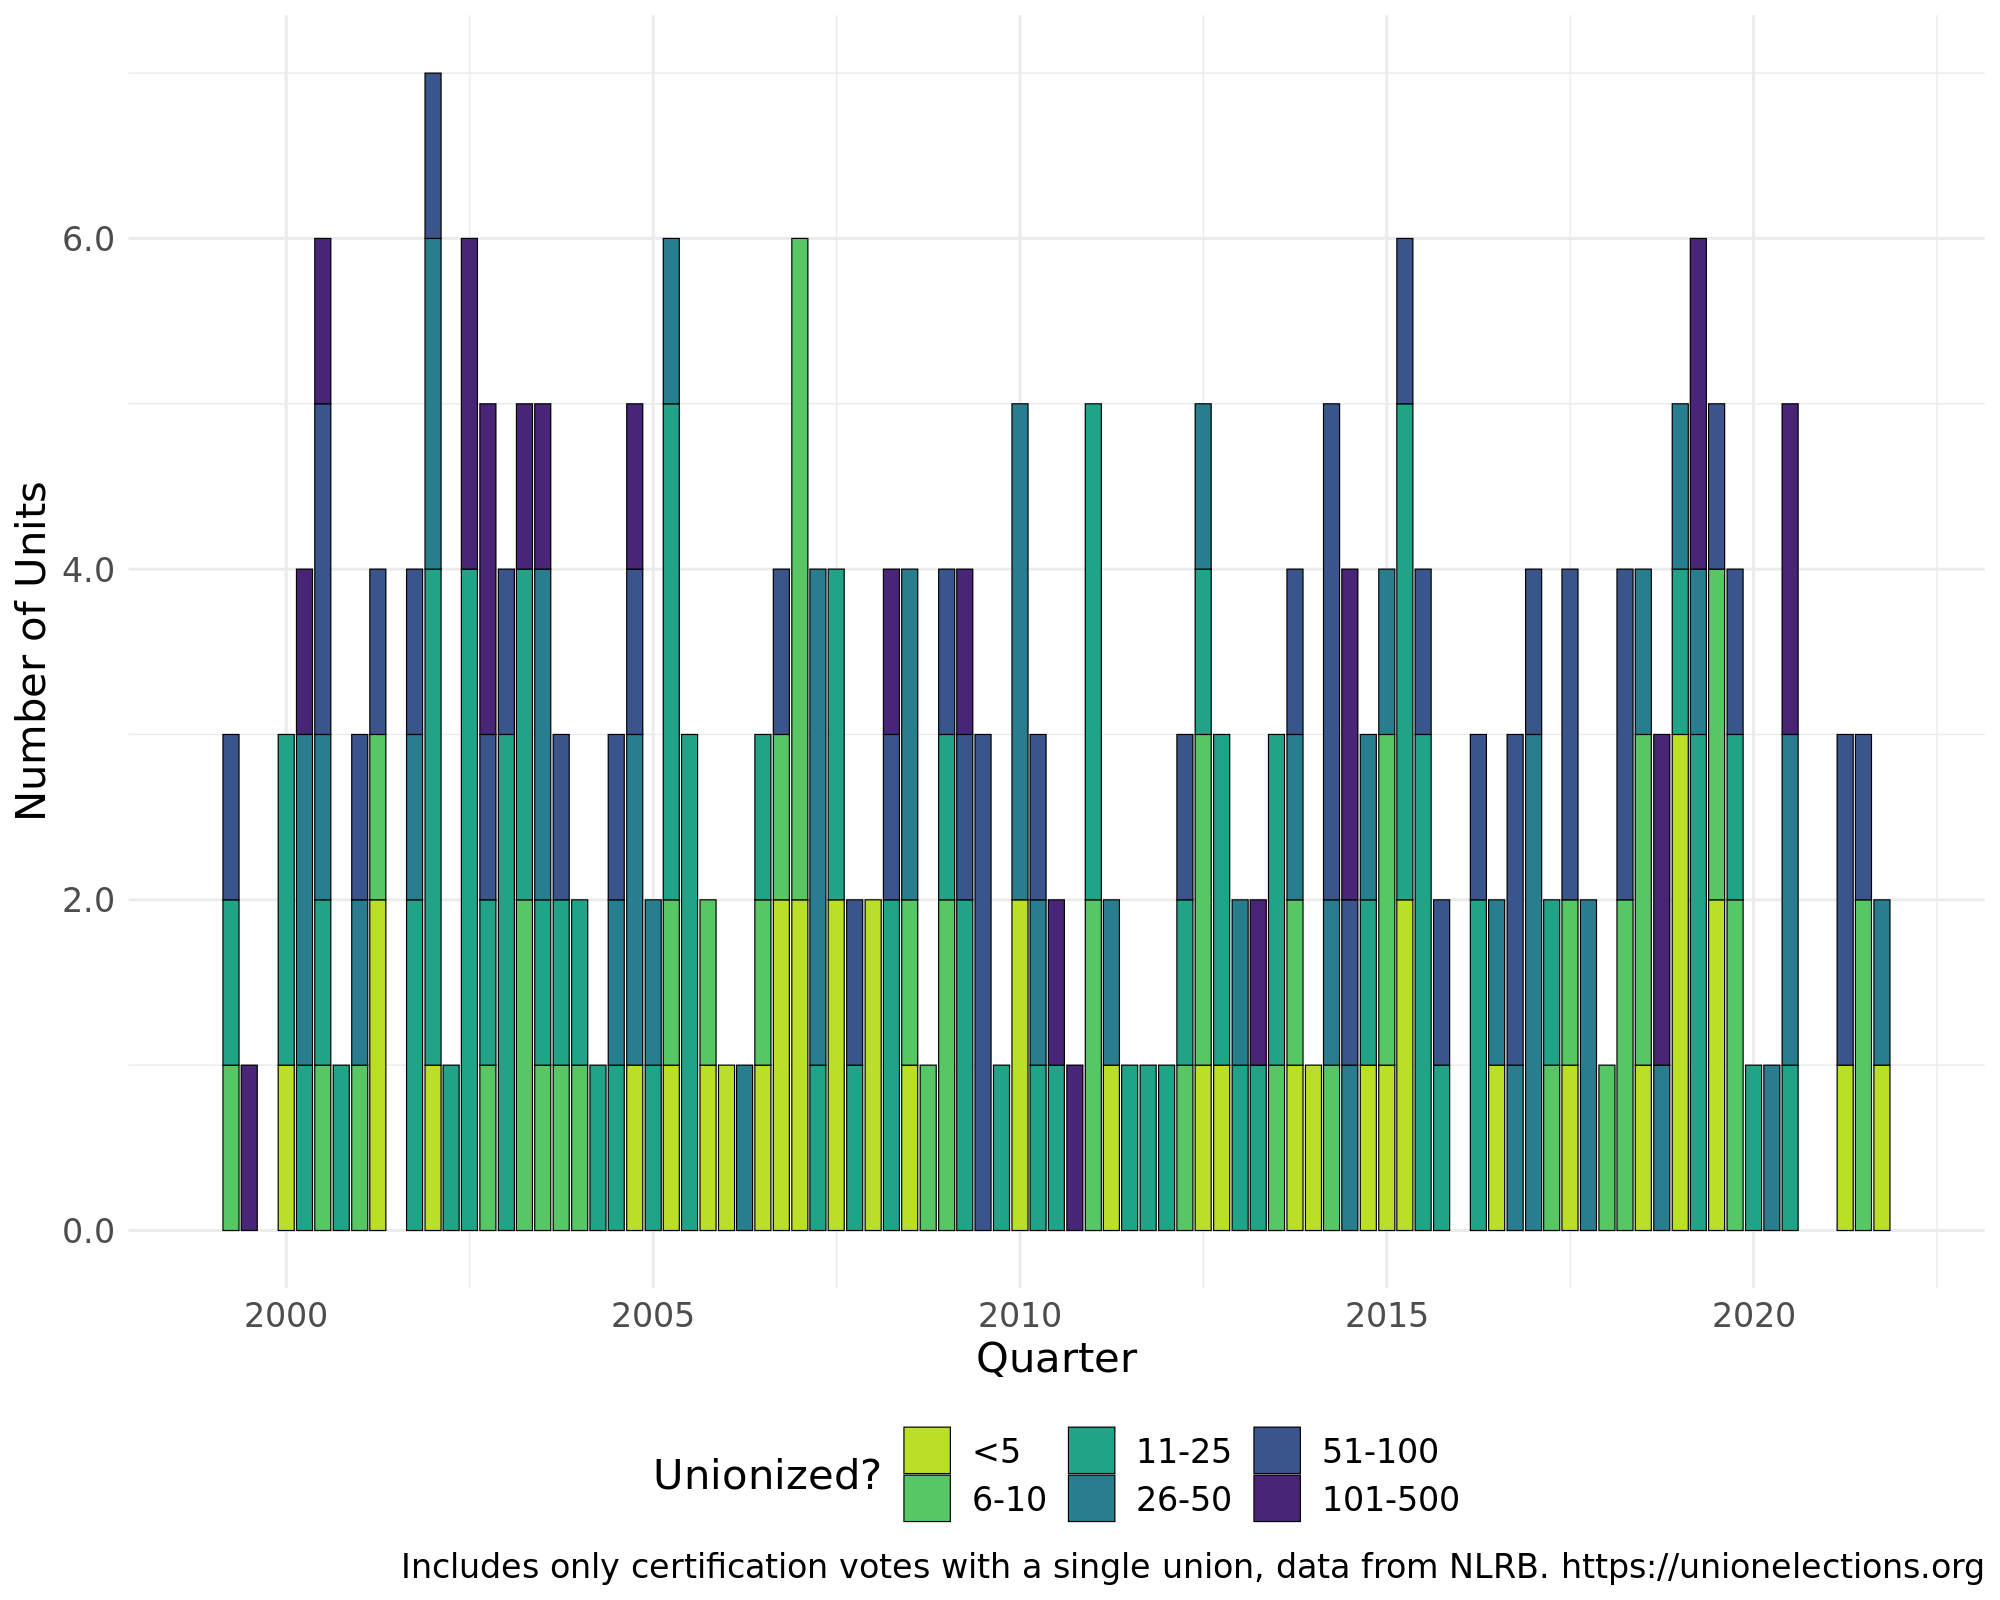 6.0
4.0
2.0
0.0
Number of Units
2000 2005 2010 2015 2020
Quarter
Unionized?
<5 11-25 51-100
6-10 26-50 101-500
Includes only certification votes with a single union, data from NLRB. https://unionelections.org